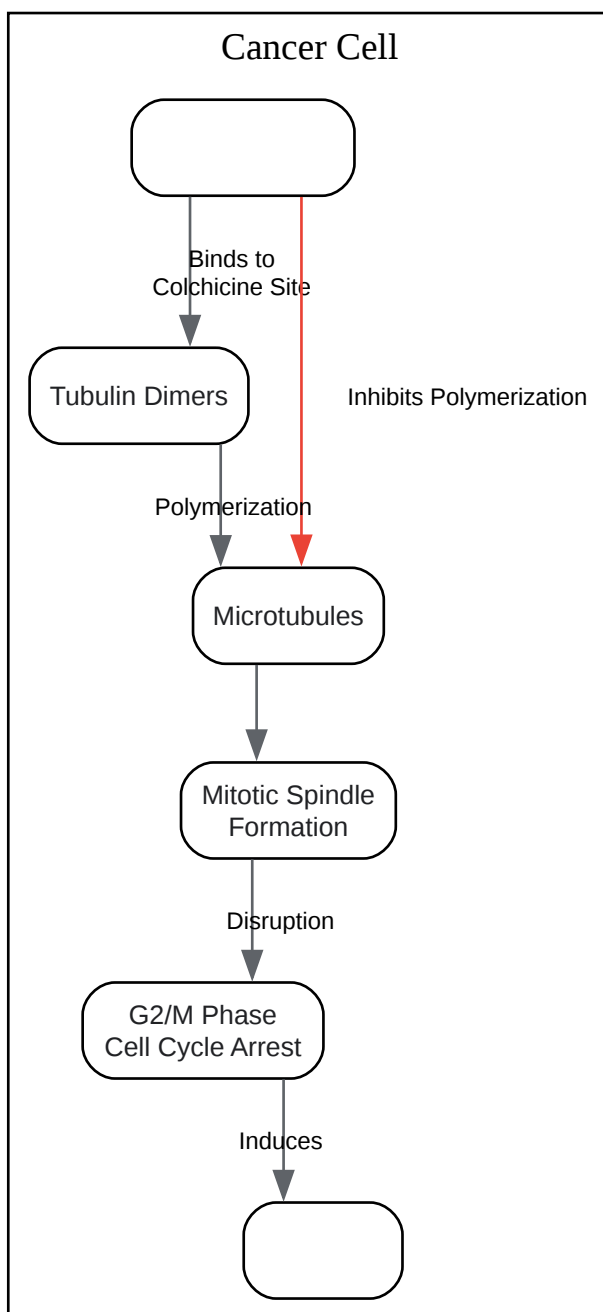 Cancer Cell
Binds to
Colchicine Site
Tubulin Dimers
Inhibits Polymerization
Polymerization
Microtubules
Mitotic Spindle
Formation
Disruption
G2/M Phase
Cell Cycle Arrest
Induces